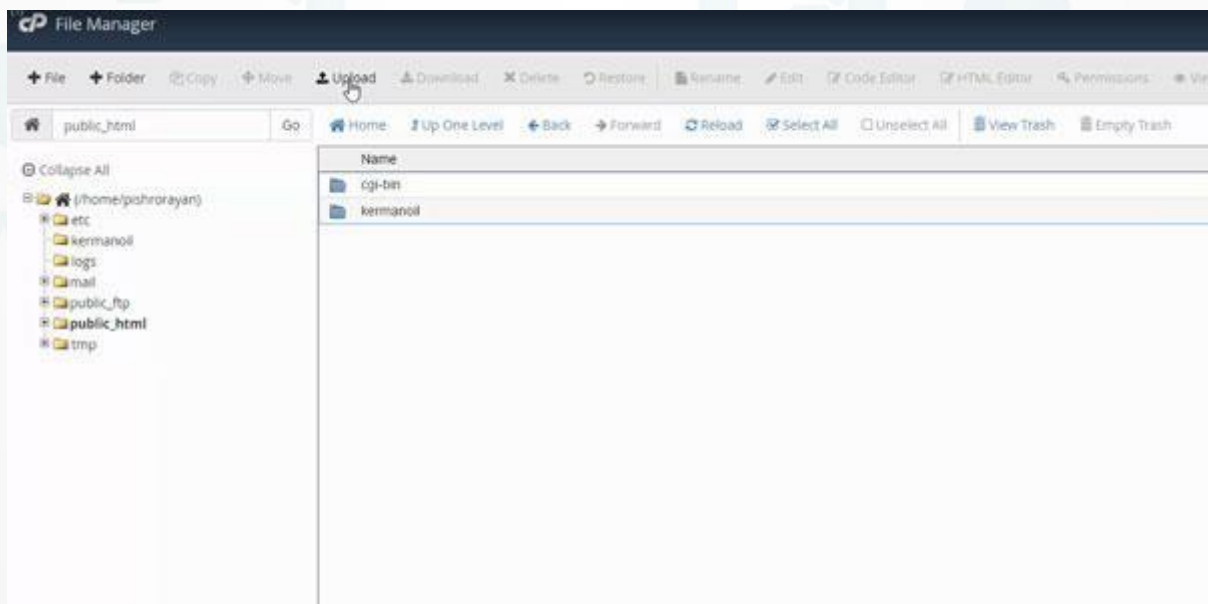 cP File Manager
File Folder Copy Move Upload Download Delete Restore Rename Edit Code Editor HTML Editor Permissions
public_html Go Home Up One Level Back Forward Reload Select All Unselect All View Trash Empty Trash
Collapse All
Name
(/home/pishrorayan)
cgi-bin
etc
kermanoil
kermanoil
logs
mail
public_ftp
public_html
tmp